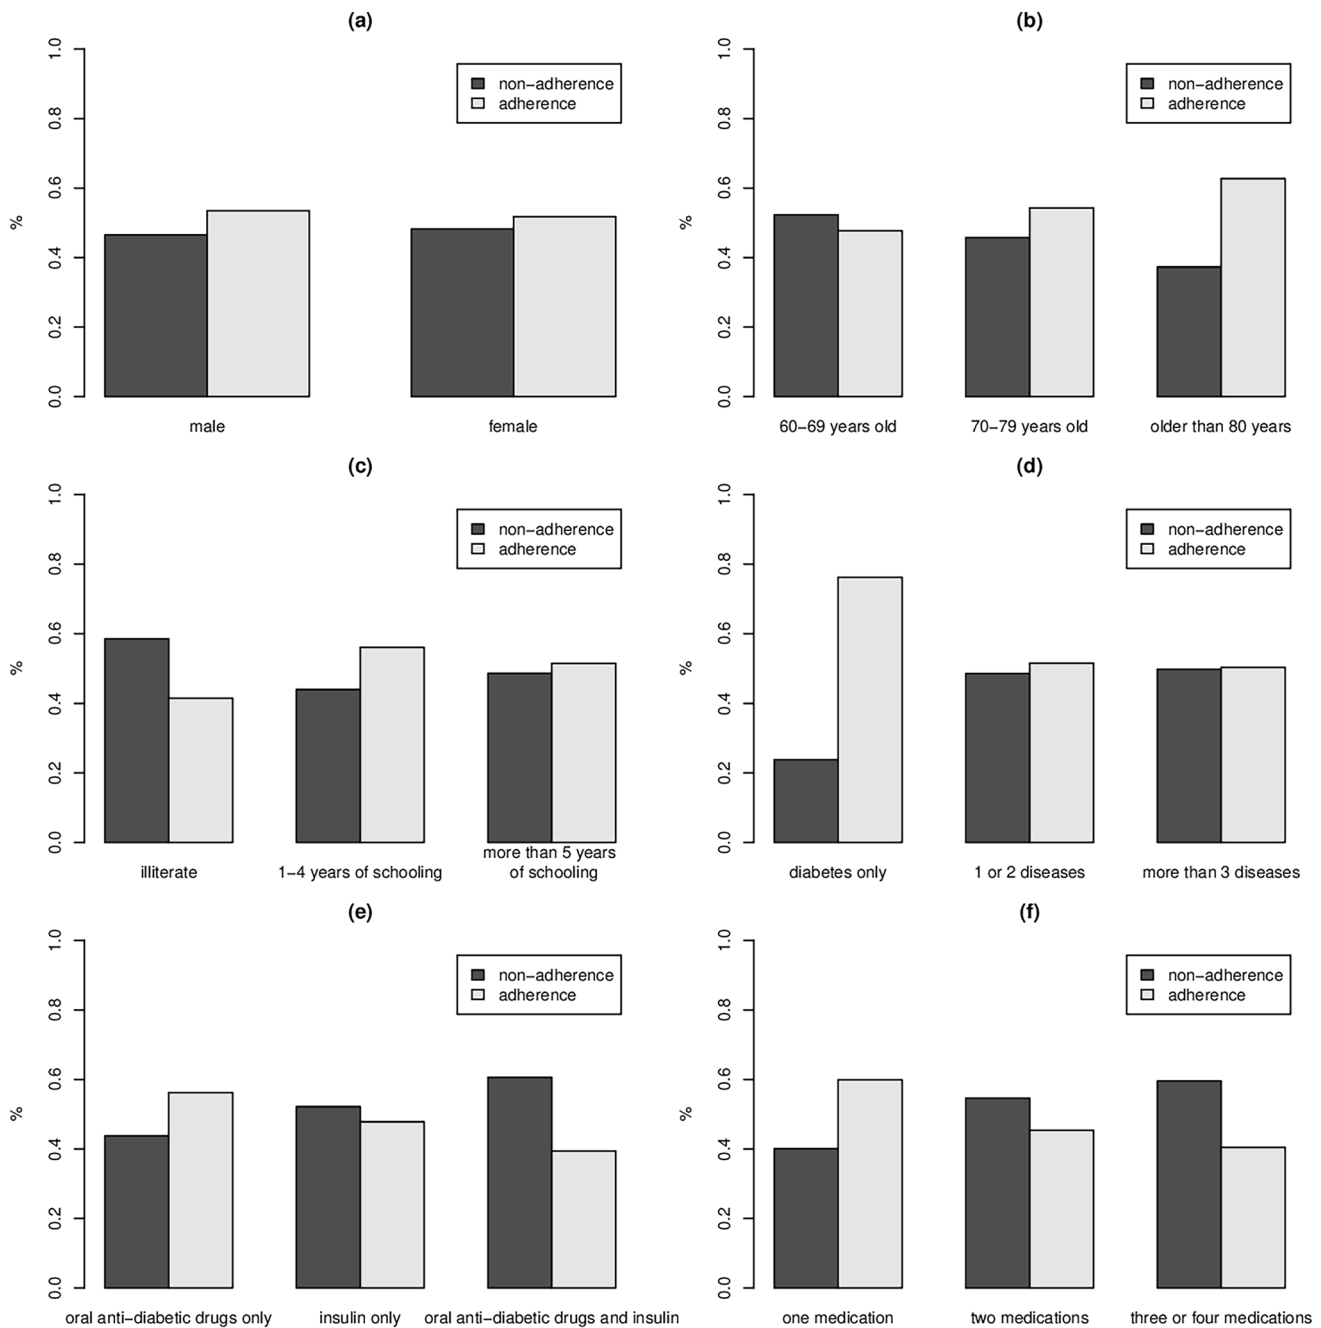 (a)
1.0
0.8
0.6
0.4
0.2
0.0
%
non−adherence
adherence
male
female
(b)
1.0
0.8
0.6
0.4
0.2
0.0
%
non−adherence
adherence
60−69 years old
70−79 years old
older than 80 years
(c)
1.0
0.8
0.6
0.4
0.2
0.0
%
non−adherence
adherence
illiterate
1−4 years of schooling
more than 5 years
of schooling
(d)
1.0
0.8
0.6
0.4
0.2
0.0
%
non−adherence
adherence
diabetes only
1 or 2 diseases
more than 3 diseases
(e)
1.0
0.8
0.6
0.4
0.2
0.0
%
non−adherence
adherence
oral anti−diabetic drugs only
insulin only
oral anti−diabetic drugs and insulin
(f)
1.0
0.8
0.6
0.4
0.2
0.0
%
non−adherence
adherence
one medication
two medications
three or four medications